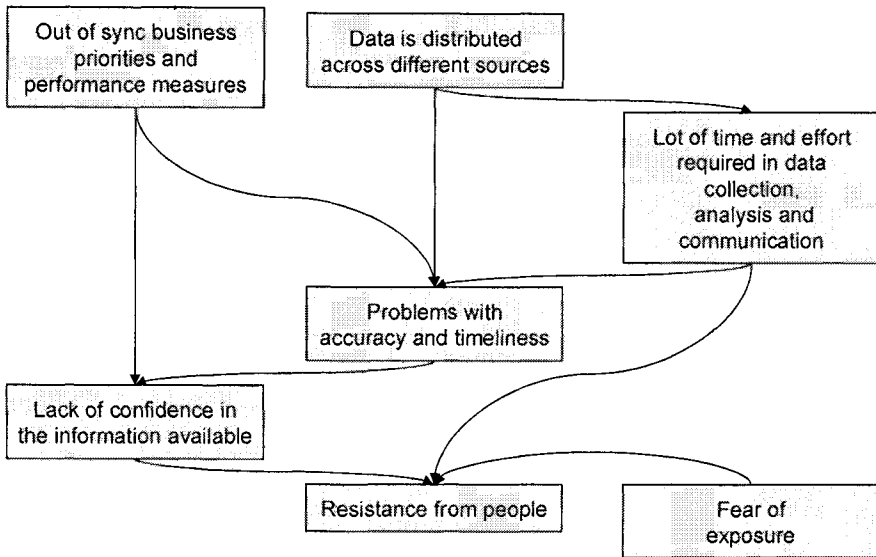 Out of sync business
priorities and
performance measures
Data is distributed
across different sources
Lot of time and effort
required in data
collection,
analysis and
communication
Problems with
accuracy and timeliness
Lack of confidence in
the information available
Resistance from people
Fear of
exposure